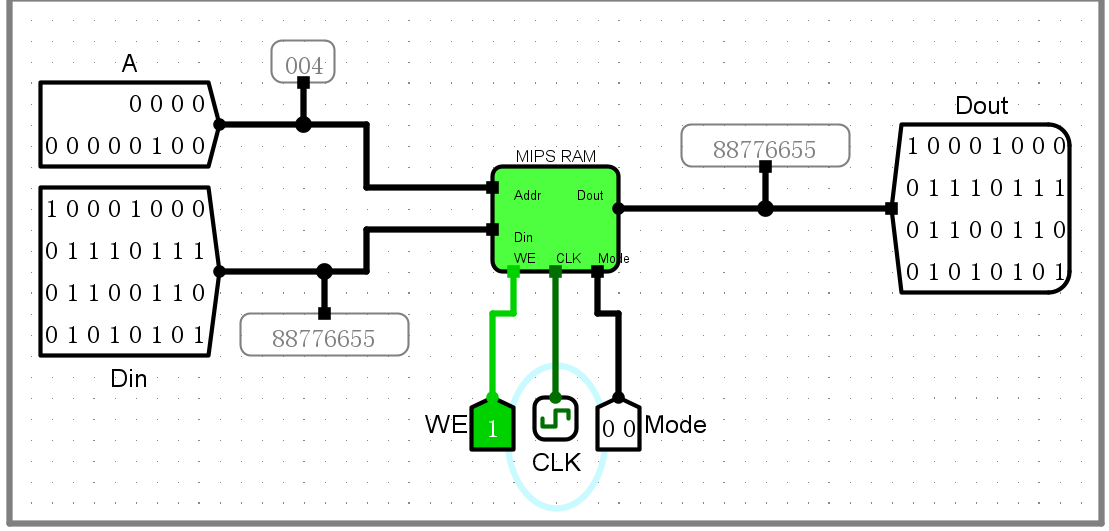 A
004
0 0 0 0
0 0 0 0 0 1 0 0
Din
1 0 0 0 1 0 0 0
0 1 1 1 0 1 1 1
0 1 1 0 0 1 1 0
0 1 0 1 0 1 0 1
88776655
MIPS RAM
Addr
Dout
Din
WE
CLK
Mode
88776655
Dout
1 0 0 0 1 0 0 0
0 1 1 1 0 1 1 1
0 1 1 0 0 1 1 0
0 1 0 1 0 1 0 1
WE
1
CLK
0 0
Mode